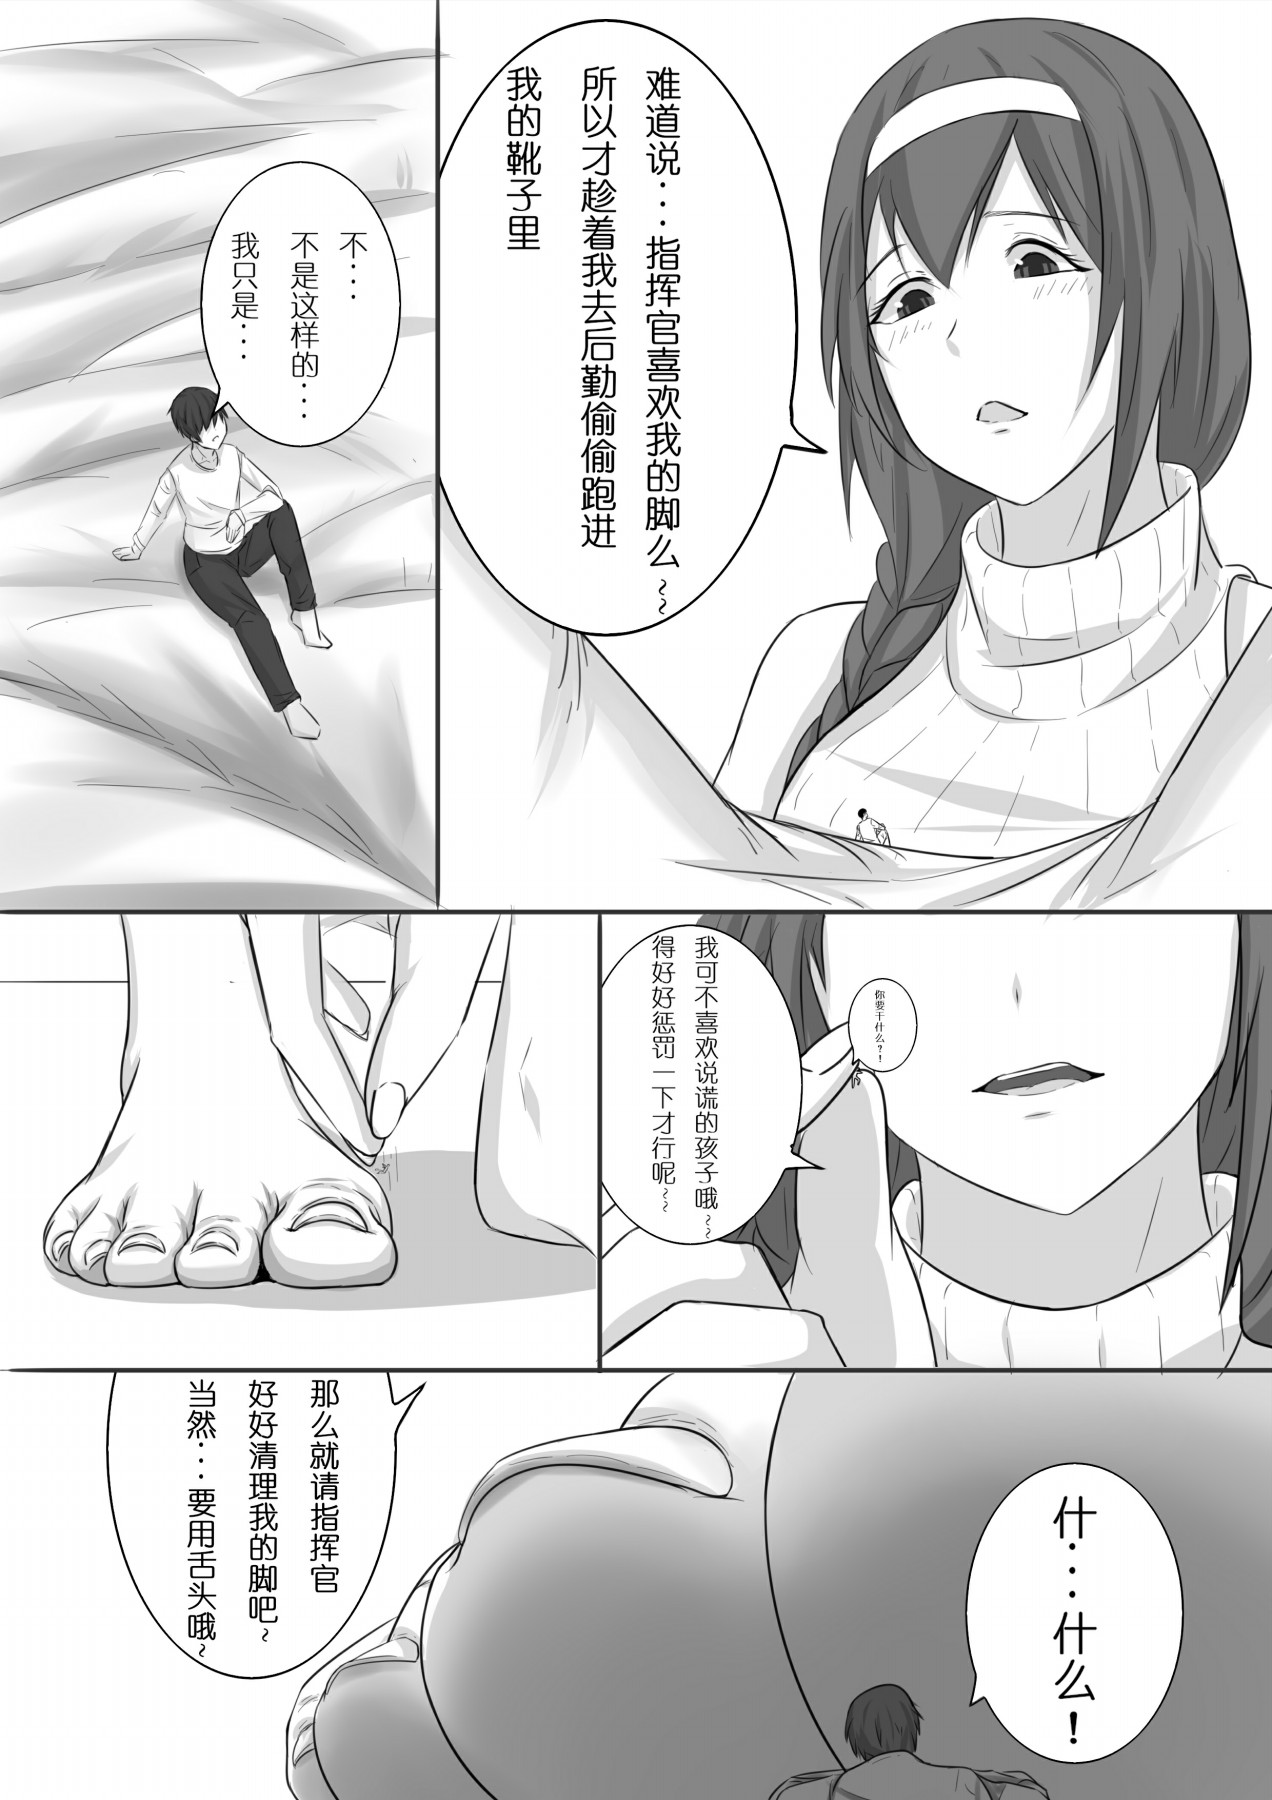 难道说...指挥官喜欢我的脚么~~
所以才趁着我去后勤偷偷跑进
我的靴子里
不...
不是这样的...
我只是...
你要干什么?!
我可不喜欢说谎的孩子哦~~
得好好惩罚一下才行呢~~
那么就请指挥官
好好清理我的脚吧~
当然...要用舌头哦~
什...什么!